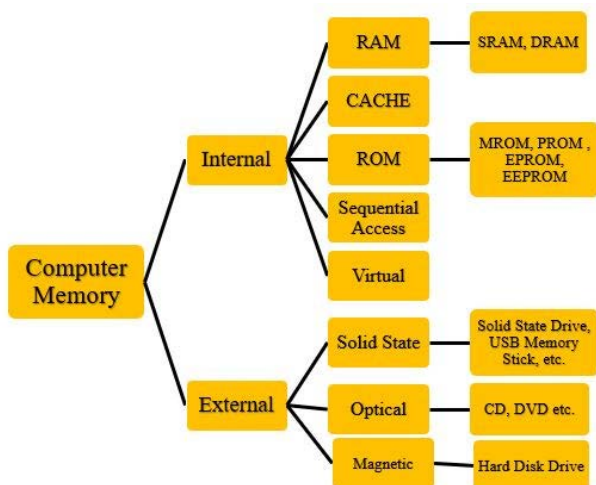 RAM
SRAM, DRAM
CACHE
Internal
ROM
MROM, PROM ,
EPROM,
EEPROM
Sequential
Access
Virtual
Computer
Memory
Solid State
Solid State Drive,
USB Memory
Stick, etc.
External
Optical
CD, DVD etc.
Magnetic
Hard Disk Drive